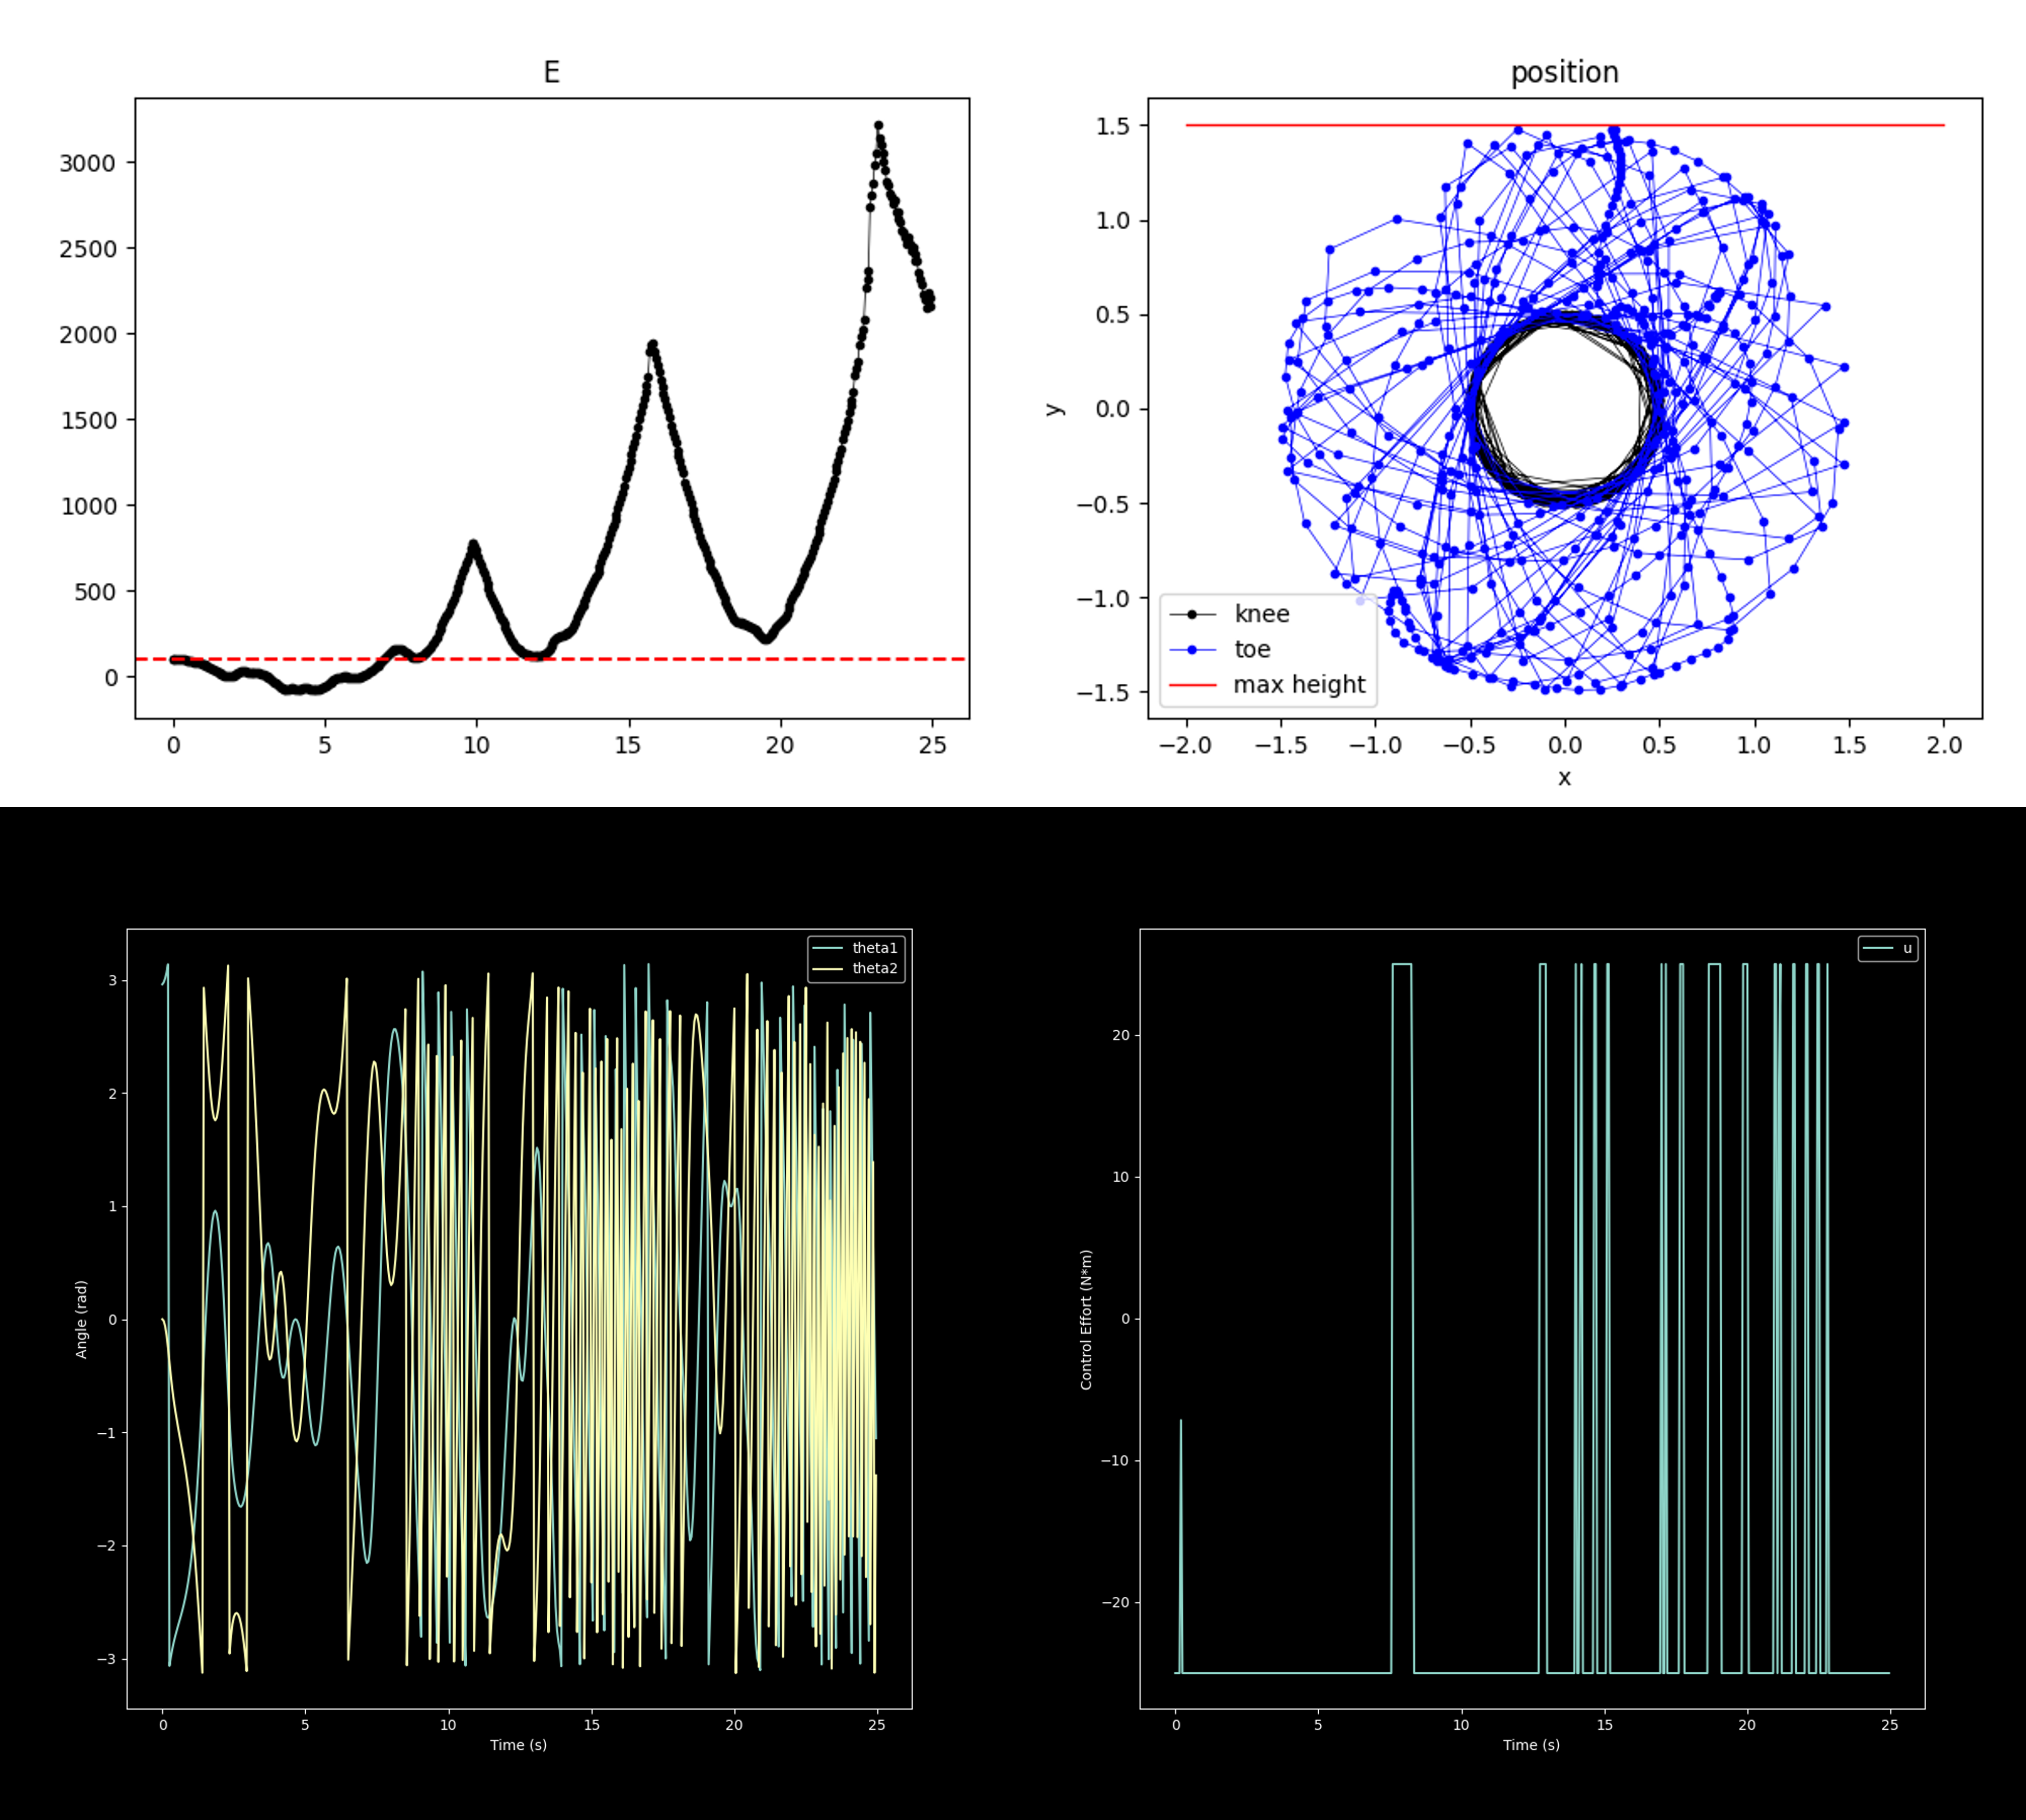 E
3000
2500
2000
1500
1000
500
0
0 5 10 15 20 25
position
1.5
1.0
0.5
0.0
−0.5
−1.0
−1.5
y
knee
toe
max height
−2.0 −1.5 −1.0 −0.5 0.0 0.5 1.0 1.5 2.0
x
theta1
theta2
3
2
1
0
−1
−2
−3
Angle (rad)
0 5 10 15 20 25
Time (s)
u
20
10
0
−10
−20
Control Effort (N*m)
0 5 10 15 20 25
Time (s)